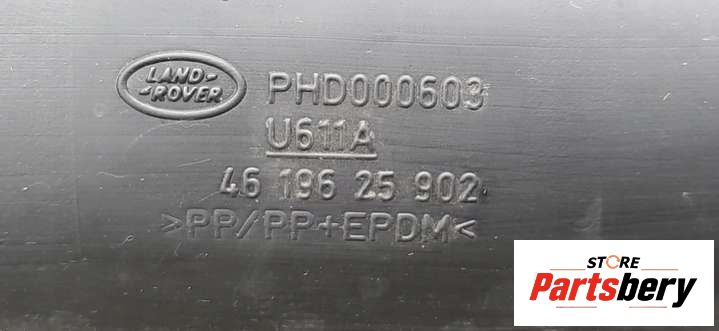 LAND-
-ROVER
PHD000603
U611A
46 196 25 902
>PP/PP+EPDM<
STORE
Partsbery